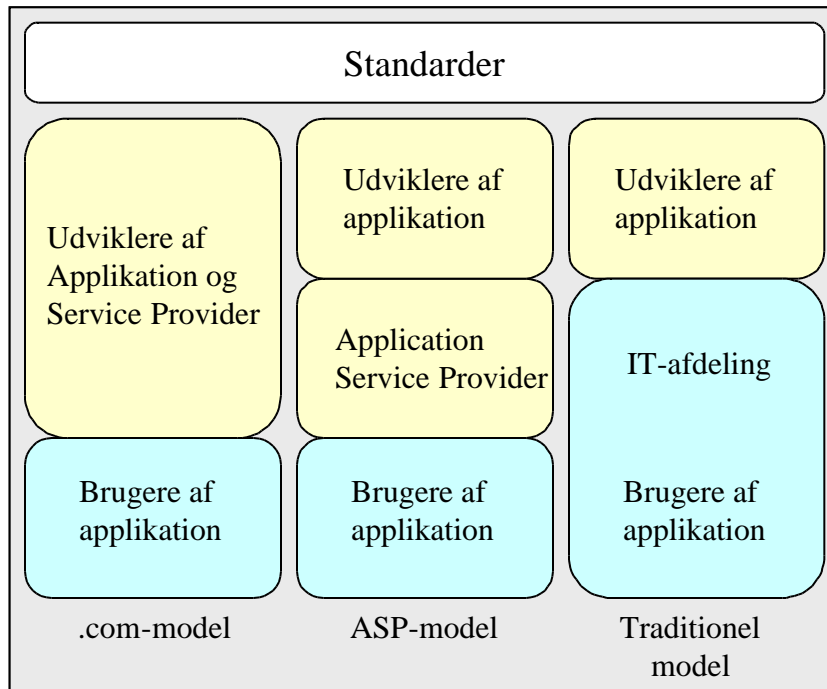 Standarder
Udviklere af
Applikation og
Service Provider
Brugere af
applikation
.com-model
Udviklere af
applikation
Application
Service Provider
Brugere af
applikation
ASP-model
Udviklere af
applikation
IT-afdeling
Brugere af
applikation
Traditionel
model